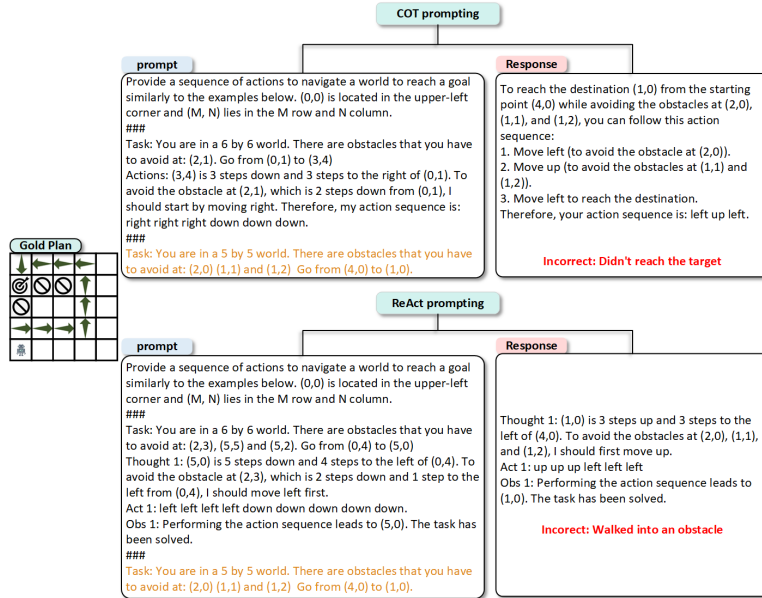 COT prompting
prompt
Provide a sequence of actions to navigate a world to reach a goal
similarly to the examples below. (0,0) is located in the upper-left
corner and (M, N) lies in the M row and N column.
###
Task: You are in a 6 by 6 world. There are obstacles that you have
to avoid at: (2,1). Go from (0,1) to (3,4)
Actions: (3,4) is 3 steps down and 3 steps to the right of (0,1). To
avoid the obstacle at (2,1), which is 2 steps down from (0,1), I
should start by moving right. Therefore, my action sequence is:
right right right down down down.
###
Task: You are in a 5 by 5 world. There are obstacles that you have
to avoid at: (2,0) (1,1) and (1,2)  Go from (4,0) to (1,0).
Response
To reach the destination (1,0) from the starting
point (4,0) while avoiding the obstacles at (2,0),
(1,1), and (1,2), you can follow this action
sequence:
1. Move left (to avoid the obstacle at (2,0)).
2. Move up (to avoid the obstacles at (1,1) and
(1,2)).
3. Move left to reach the destination.
Therefore, your action sequence is: left up left.
Incorrect: Didn't reach the target
Gold Plan
ReAct prompting
prompt
Provide a sequence of actions to navigate a world to reach a goal
similarly to the examples below. (0,0) is located in the upper-left
corner and (M, N) lies in the M row and N column.
###
Task: You are in a 6 by 6 world. There are obstacles that you have
to avoid at: (2,3), (5,5) and (5,2). Go from (0,4) to (5,0)
Thought 1: (5,0) is 5 steps down and 4 steps to the left of (0,4). To
avoid the obstacle at (2,3), which is 2 steps down and 1 step to the
left from (0,4), I should move left first.
Act 1: left left left left down down down down down.
Obs 1: Performing the action sequence leads to (5,0). The task has
been solved.
###
Task: You are in a 5 by 5 world. There are obstacles that you have
to avoid at: (2,0) (1,1) and (1,2)  Go from (4,0) to (1,0).
Response
Thought 1: (1,0) is 3 steps up and 3 steps to the
left of (4,0). To avoid the obstacles at (2,0), (1,1),
and (1,2), I should first move up.
Act 1: up up up left left left
Obs 1: Performing the action sequence leads to
(1,0). The task has been solved.
Incorect: Walked into an obstacle